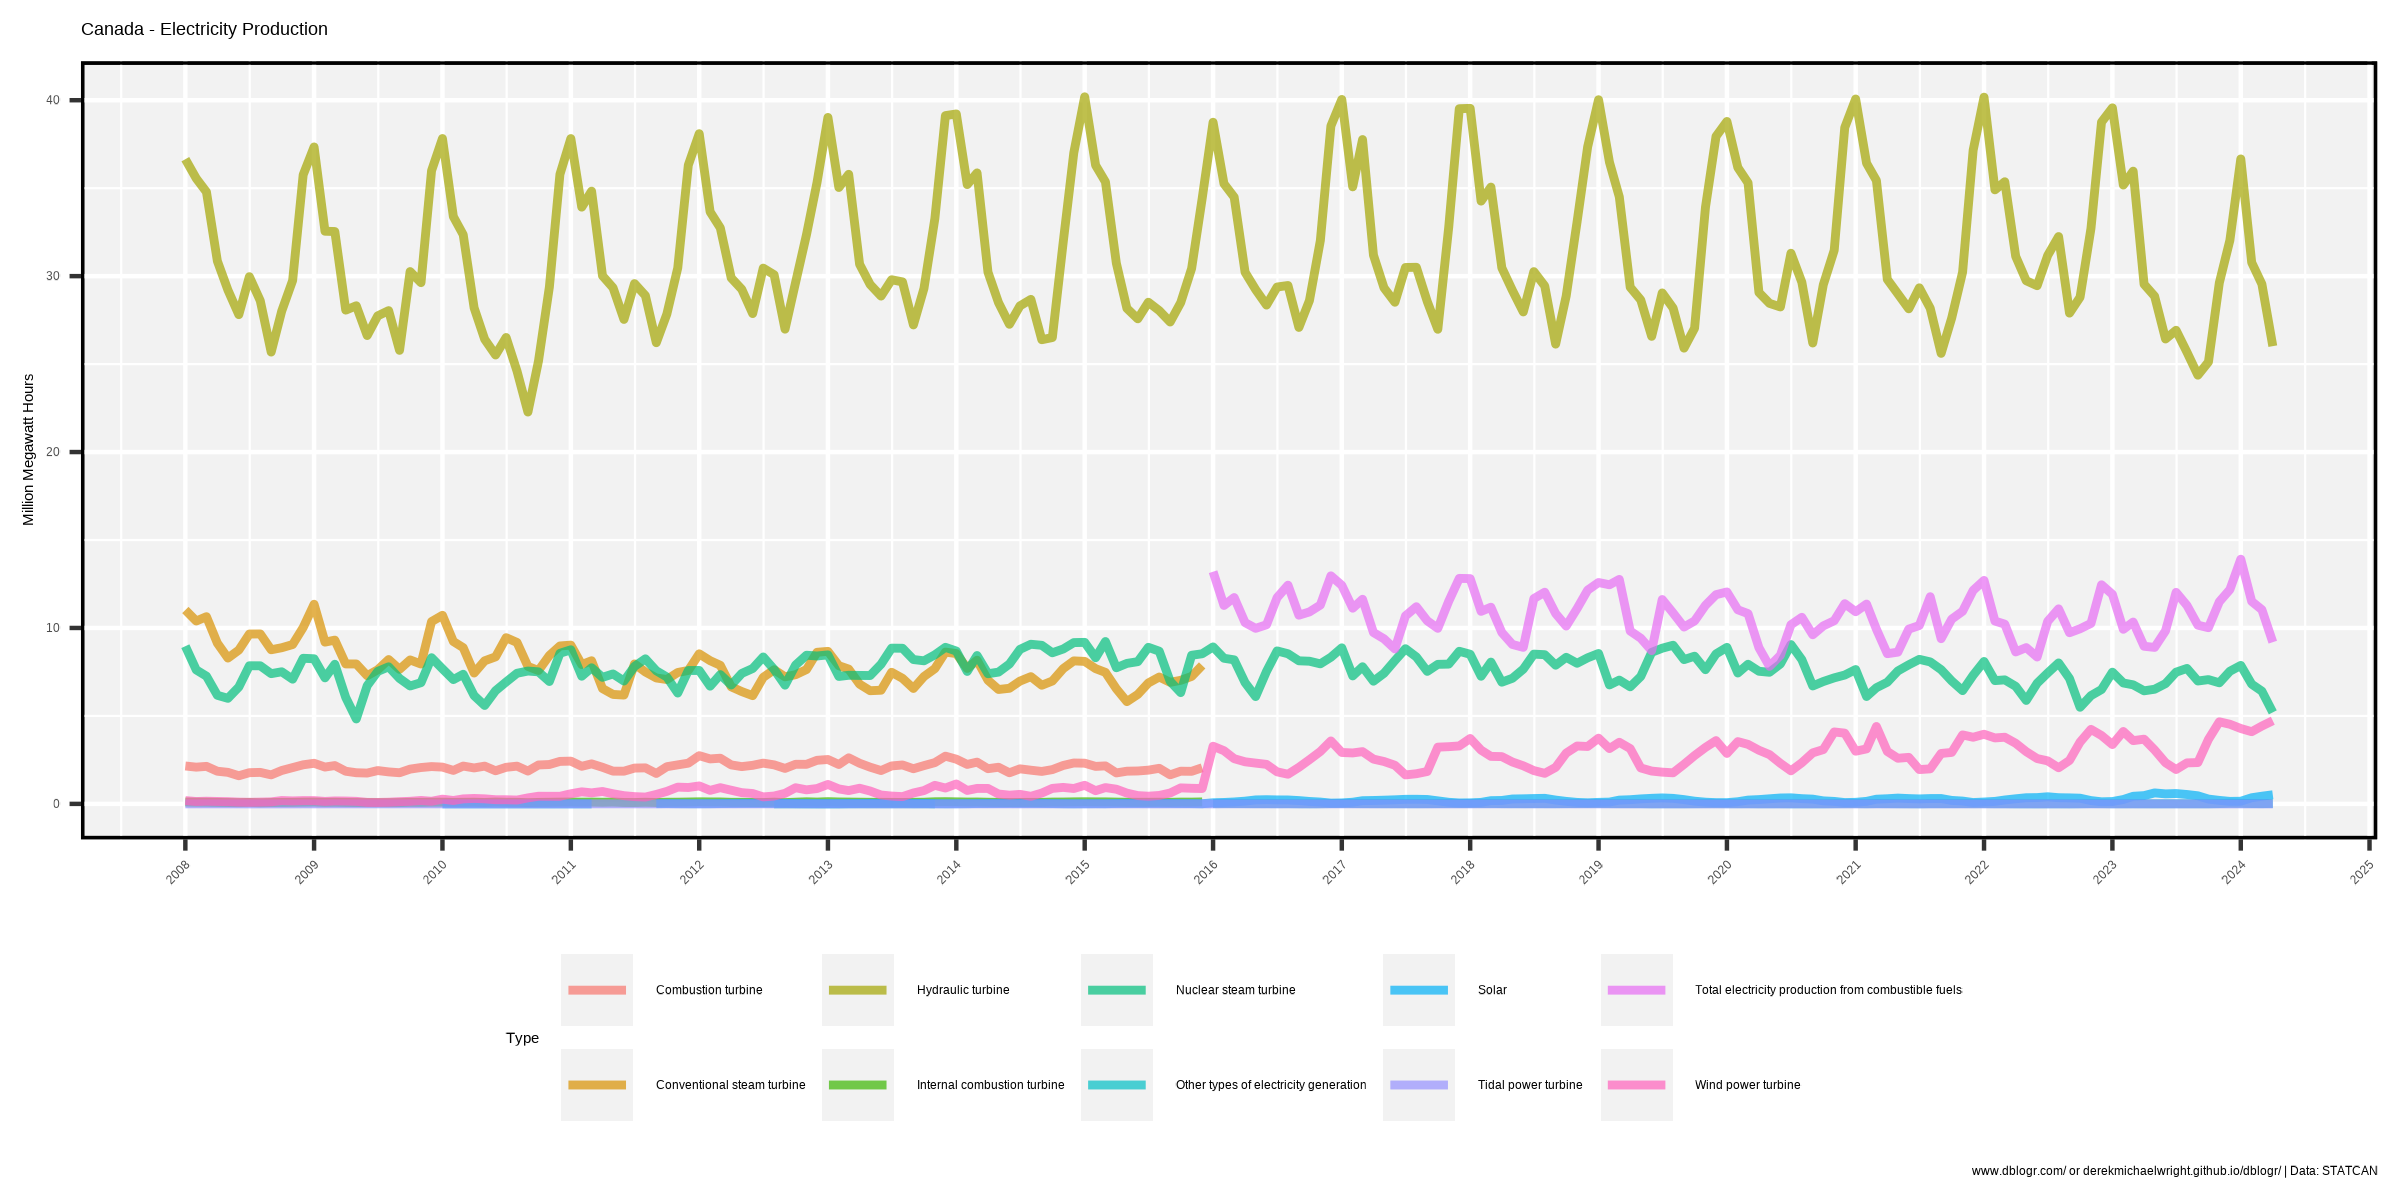 Canada - Electricity Production
Million Megawatt Hours
40
30
20
10
0
2008
2009
2010
2011
2012
2013
2014
2015
2016
2017
2018
2019
2020
2021
2022
2023
2024
2025
Type
Combustion turbine
Hydraulic turbine
Nuclear steam turbine
Solar
Total electricity production from combustible fuels
Conventional steam turbine
Internal combustion turbine
Other types of electricity generation
Tidal power turbine
Wind power turbine
www.dblogr.com/ or derekmichaelwright.github.io/dblogr/ | Data: STATCAN